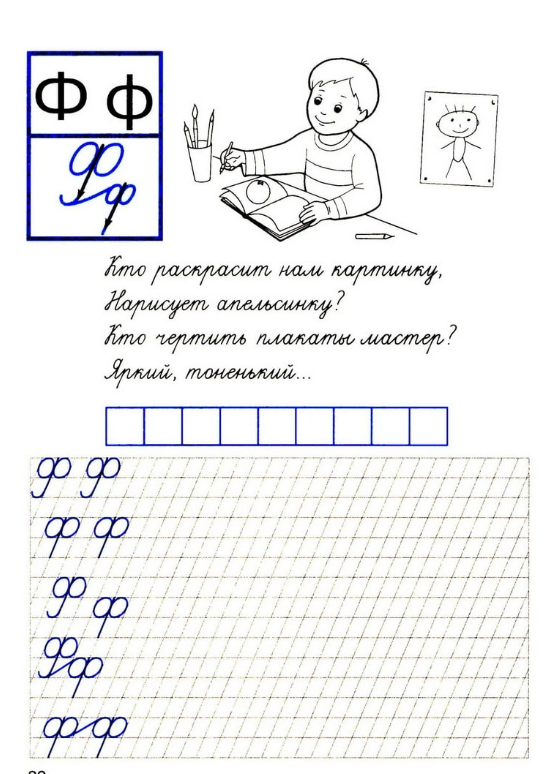 Ф ф
Ф ф
Кто раскрасит нам картинку,
Нарисует апельсинку?
Кто чертить плакаты мастер?
Яркий, тоненький...
ф ф
ф ф
ф ф
ф ф
ф ф